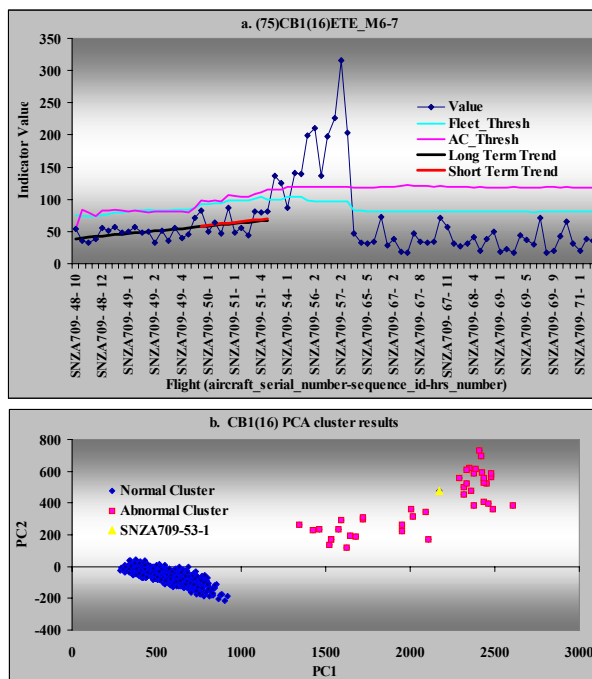 a. (75)CB1(16)ETE_M6-7
Indicator Value
350
300
250
200
150
100
50
0
Value
Fleet_Thresh
AC_Thresh
Long Term Trend
Short Term Trend
SNZA709- 48- 10
SNZA709- 48- 12
SNZA709- 49- 1
SNZA709- 49- 2
SNZA709- 49- 4
SNZA709- 50- 1
SNZA709- 51- 1
SNZA709- 51- 4
SNZA709- 54- 1
SNZA709- 56- 2
SNZA709- 57- 2
SNZA709- 65- 5
SNZA709- 67- 2
SNZA709- 67- 8
SNZA709- 67- 11
SNZA709- 68- 4
SNZA709- 69- 1
SNZA709- 69- 9
SNZA709- 71- 1
Flight (aircraft_serial_number-sequence_id-hrs_number)
b. CB1(16) PCA cluster results
PC2
800
600
400
200
0
-200
-400
Normal Cluster
Abnormal Cluster
SNZA709-53-1
0 500 1000 1500 2000 2500 3000
PC1